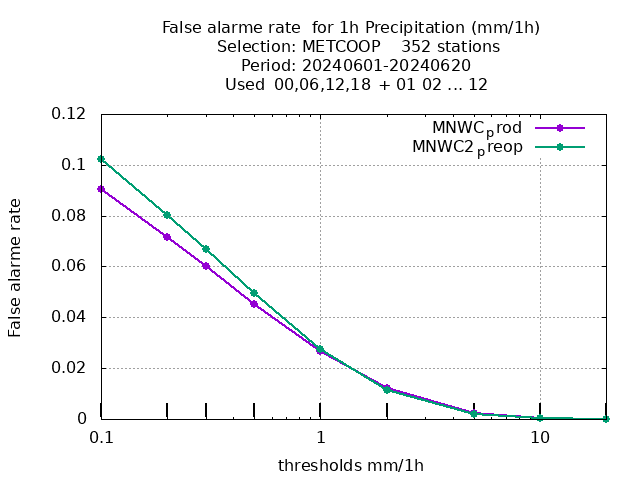 False alarme rate  for 1h Precipitation (mm/1h)
Selection: METCOOP    352 stations
Period: 20240601-20240620
Used  00,06,12,18  + 01 02 ... 12
MNWCprod
MNWC2preop
0.12
0.1
0.08
0.06
0.04
0.02
0
False alarme rate
0.1
1
10
thresholds mm/1h